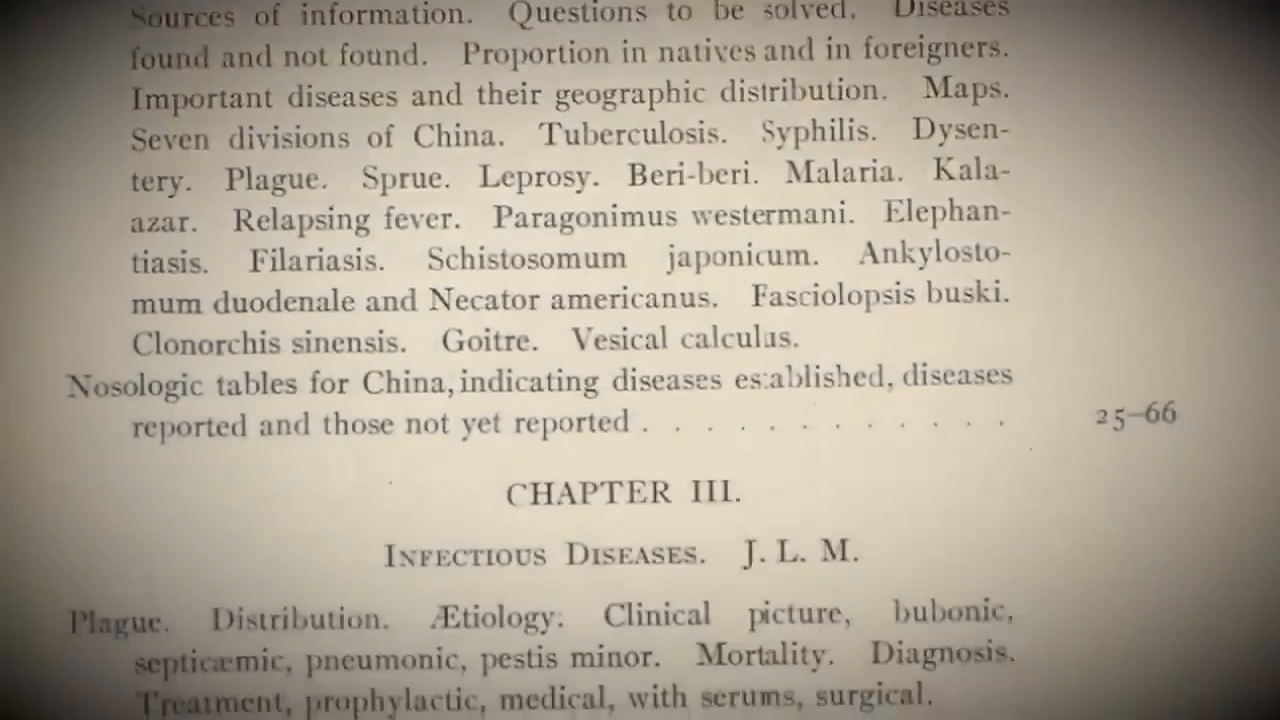 Sources of information. Questions to be solved. Diseases
found and not found. Proportion in natives and in foreigners.
Important diseases and their geographic distribution. Maps.
Seven divisions of China. Tuberculosis. Syphilis. Dysen-
tery. Plague. Sprue. Leprosy. Beri-beri. Malaria. Kala-
azar. Relapsing fever. Paragonimus westermani. Elephan-
tiasis. Filariasis. Schistosomum japonicum. Ankylosto-
mum duodenale and Necator americanus. Fasciolopsis buski.
Clonorchis sinensis. Goitre. Vesical calculus.
Nosologic tables for China, indicating diseases established, diseases
reported and those not yet reported . . . . . . . . . . . . 25–66
CHAPTER III.
INFECTIOUS DISEASES. J. L. M.
Plague. Distribution. Ætiology: Clinical picture, bubonic,
septicæmic, pneumonic, pestis minor. Mortality. Diagnosis.
Treatment, prophylactic, medical, with serums, surgical.